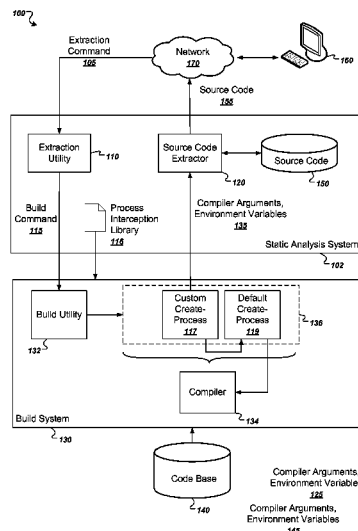 100
Extraction
Command
105
Network
170
160
Source Code
155
Extraction
Utility
110
Source Code
Extractor
120
Source Code
150
Build
Command
115
Process
Interception
Library
116
Compiler Arguments,
Environment Variables
135
Static Analysis System
102
Build Utility
132
Custom
Create-
Process
117
Default
Create-
Process
119
136
Compiler
134
Build System
130
Code Base
140
Compiler Arguments,
Environment Variable
125
Compiler Arguments,
Environment Variables
145